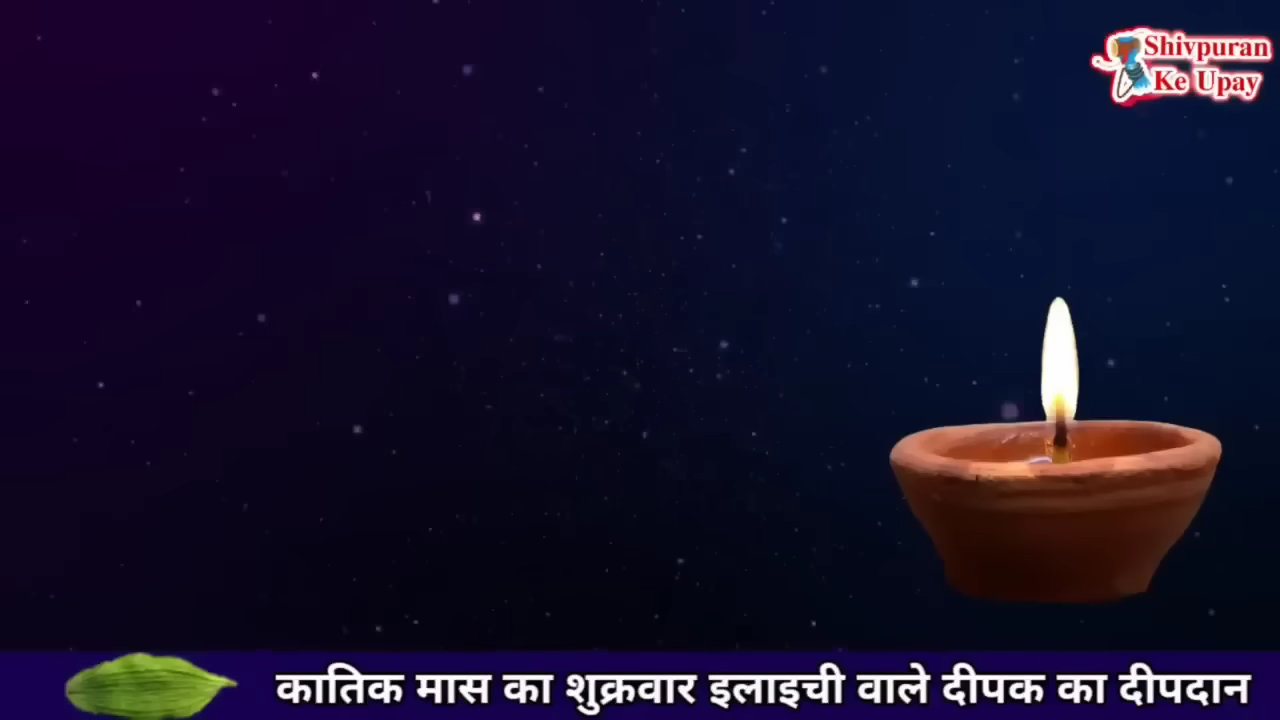 Shivpuran
Ke Upay
कातिक मास का शुक्रवार इलाइची वाले दीपक का दीपदान